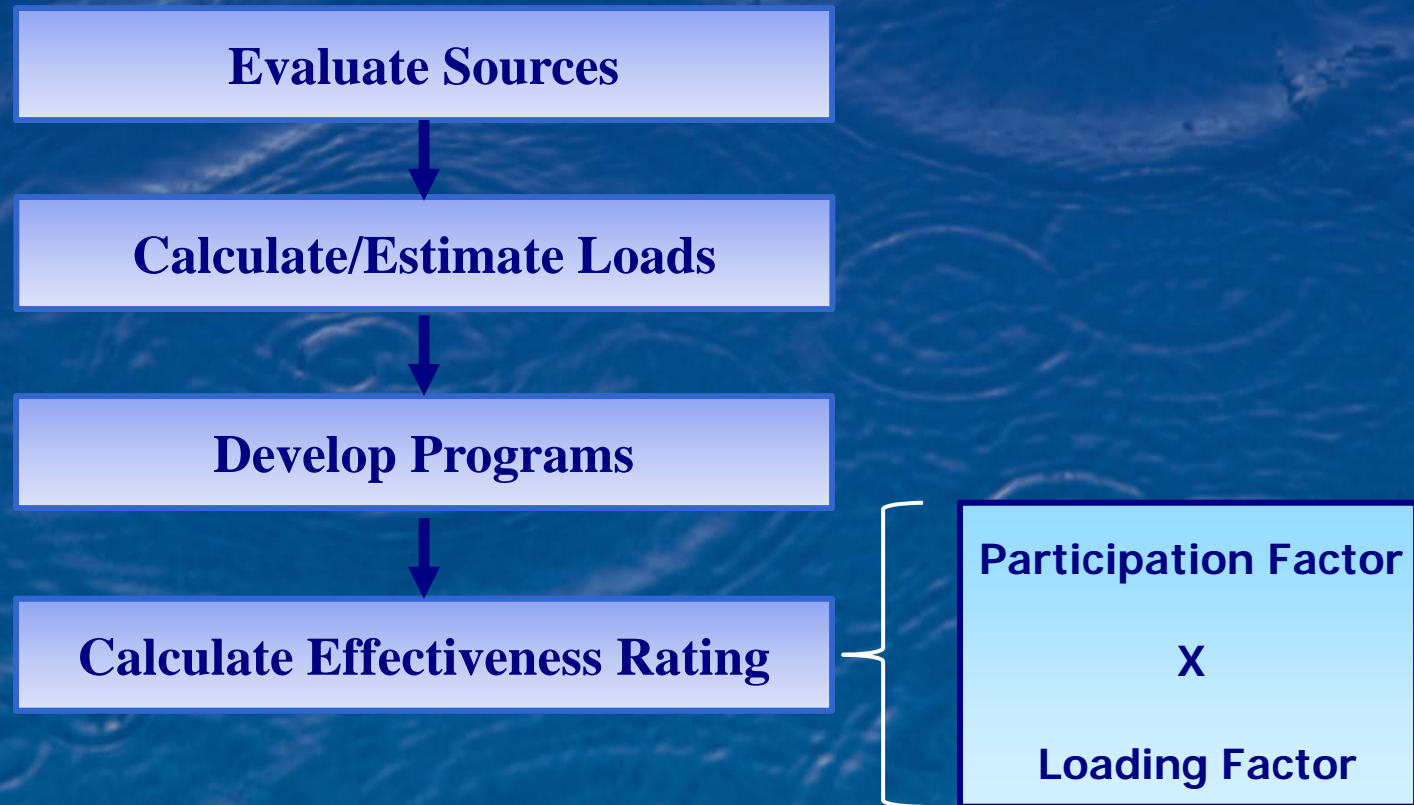 Evaluate Sources
Calculate/Estimate Loads
Develop Programs
Calculate Effectiveness Rating
Participation Factor
X
Loading Factor